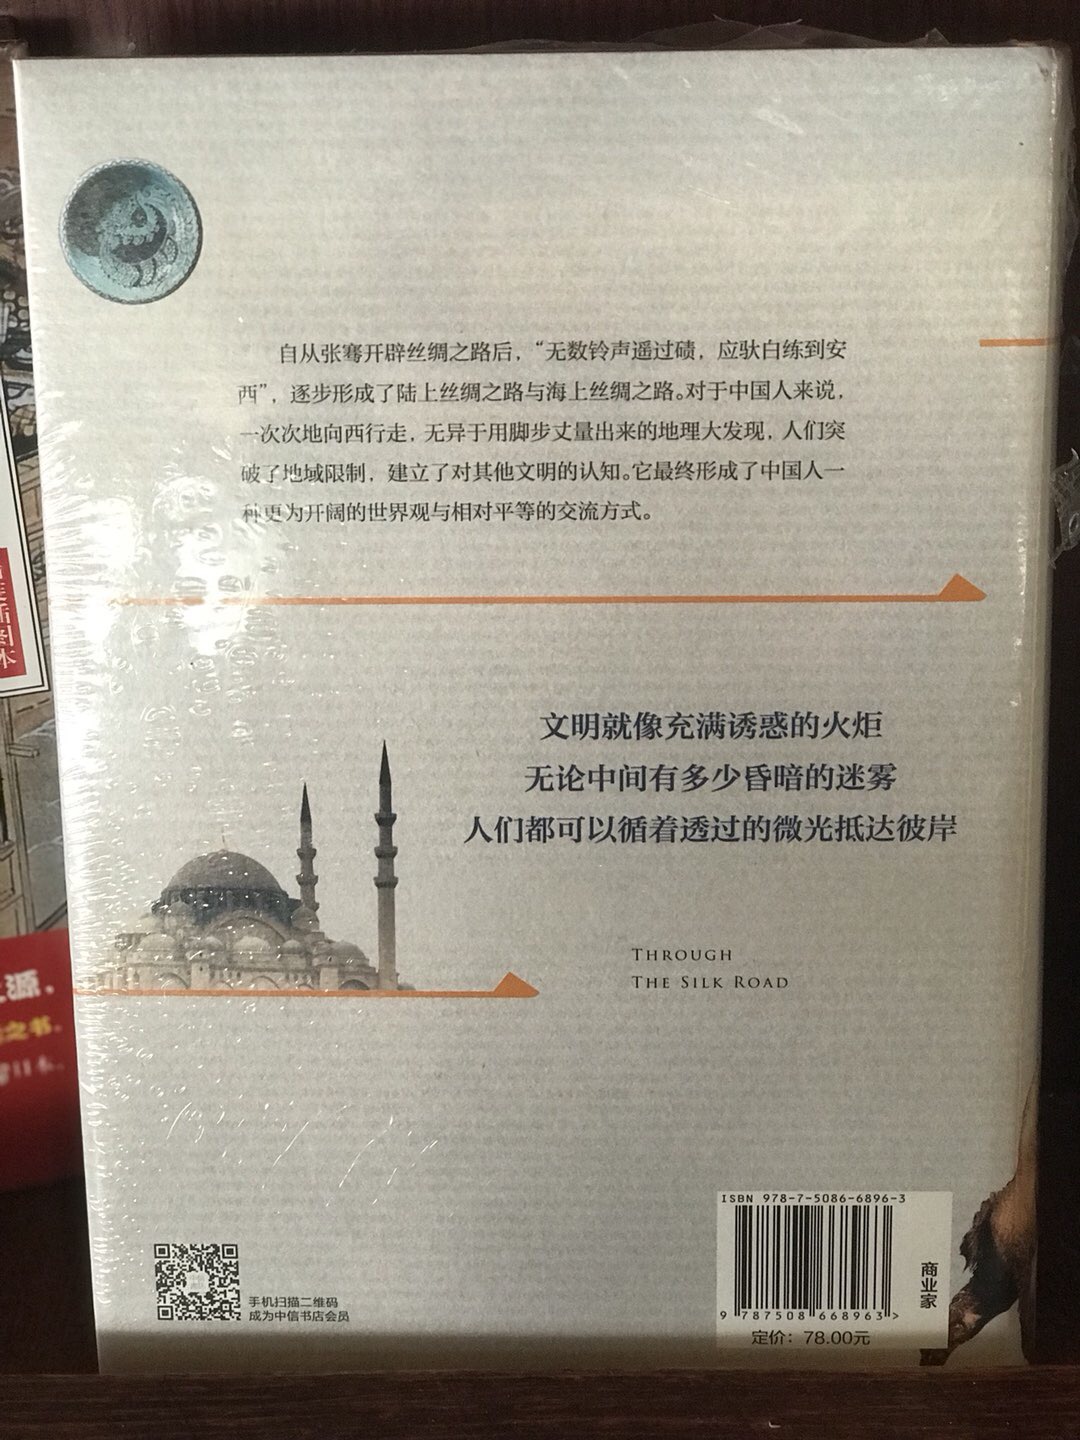 自从张骞开辟丝绸之路后，“无数铃声遥过碛，应驮白练到安
西”，逐步形成了陆上丝绸之路与海上丝绸之路。对于中国人来说，
一次次地向西行走，无异于用脚步丈量出来的地理大发现，人们突
破了地域限制，建立了对其他文明的认知。它最终形成了中国人一
种更为开阔的世界观与相对平等的交流方式。
文明就像充满诱惑的火炬
无论中间有多少昏暗的迷雾
人们都可以循着透过的微光抵达彼岸
THROUGH
THE SILK ROAD
源.
之书.
日本.
手机扫描二维码
成为中信书店会员
ISBN 978-7-5086-6896-3
9 787508 668963 >
定价：78.00元
商业家